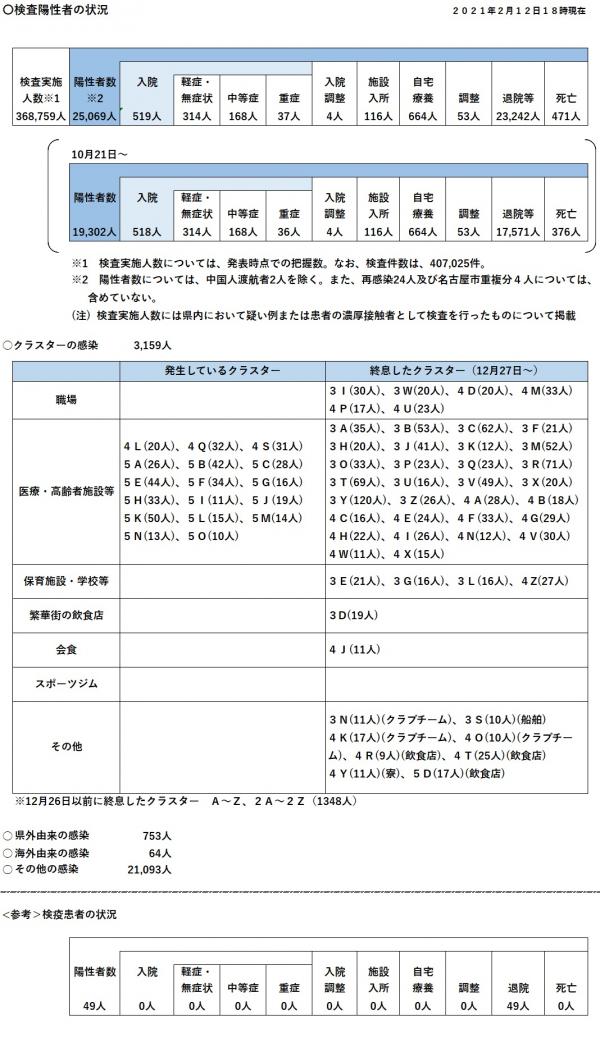 〇検査陽性者の状況
２０２１年２月１２日１８時現在
検査実施人数※1 陽性者数※2 入院 軽症・無症状 中等症 重症 入院調整 施設入所 自宅療養 調整 退院等 死亡
368,759人 25,069人 519人 314人 168人 37人 4人 116人 664人 53人 23,242人 471人
10月21日～
陽性者数 入院 軽症・無症状 中等症 重症 入院調整 施設入所 自宅療養 調整 退院等 死亡
19,302人 518人 314人 168人 36人 4人 116人 664人 53人 17,571人 376人
※1　検査実施人数については、発表時点での把握数。なお、検査件数は、407,025件。
※2　陽性者数については、中国人渡航者2人を除く。また、再感染24人及び名古屋市重複分４人については、
含めていない。
（注）検査実施人数には県内において疑い例または患者の濃厚接触者として検査を行ったものについて掲載
〇クラスターの感染 3,159人
発生しているクラスター 終息したクラスター（12月27日～）
職場
３Ｉ(30人)、３Ｗ(20人)、４Ｄ(20人)、４Ｍ(33人)
４Ｐ(17人)、４Ｕ(23人)
医療・高齢者施設等
４Ｌ(20人)、４Ｑ(32人)、４Ｓ(31人)
５Ａ(26人)、５Ｂ(42人)、５Ｃ(28人)
５Ｅ(44人)、５Ｆ(34人)、５Ｇ(16人)
５Ｈ(33人)、５Ｉ(11人)、５Ｊ(19人)
５Ｋ(50人)、５Ｌ(15人)、５Ｍ(14人)
５Ｎ(13人)、５Ｏ(10人)
３Ａ(35人)、３Ｂ(53人)、３Ｃ(62人)、３Ｆ(21人)
３Ｈ(20人)、３Ｊ(41人)、３Ｋ(12人)、３Ｍ(52人)
３Ｏ(33人)、３Ｐ(23人)、３Ｑ(23人)、３Ｒ(71人)
３Ｔ(69人)、３Ｕ(16人)、３Ｖ(49人)、３Ｘ(20人)
３Ｙ(120人)、３Ｚ(26人)、４Ａ(28人)、４Ｂ(18人)
４Ｃ(16人)、４Ｅ(24人)、４Ｆ(33人)、４Ｇ(29人)
４Ｈ(22人)、４Ｉ(26人)、４Ｎ(12人)、４Ｖ(30人)
４Ｗ(11人)、４Ｘ(15人)
保育施設・学校等
３Ｅ(21人)、３Ｇ(16人)、３Ｌ(16人)、４Ｚ(27人)
繁華街の飲食店
３Ｄ(19人)
会食
４Ｊ(11人)
スポーツジム
その他
３Ｎ(11人)(クラブチーム)、３Ｓ(10人)(船舶)
４Ｋ(17人)(クラブチーム)、４Ｏ(10人)(クラブチー
ム)、４Ｒ(9人)(飲食店)、４Ｔ(25人)(飲食店)
４Ｙ(11人)(寮)、５Ｄ(17人)(飲食店)
※12月26日以前に終息したクラスター　Ａ～Ｚ、２Ａ～２Ｚ（1348人）
〇県外由来の感染 753人
〇海外由来の感染 64人
〇その他の感染 21,093人
<参考＞検疫患者の状況
陽性者数 入院 軽症・無症状 中等症 重症 入院調整 施設入所 自宅療養 調整 退院 死亡
49人 0人 0人 0人 0人 0人 0人 0人 0人 49人 0人